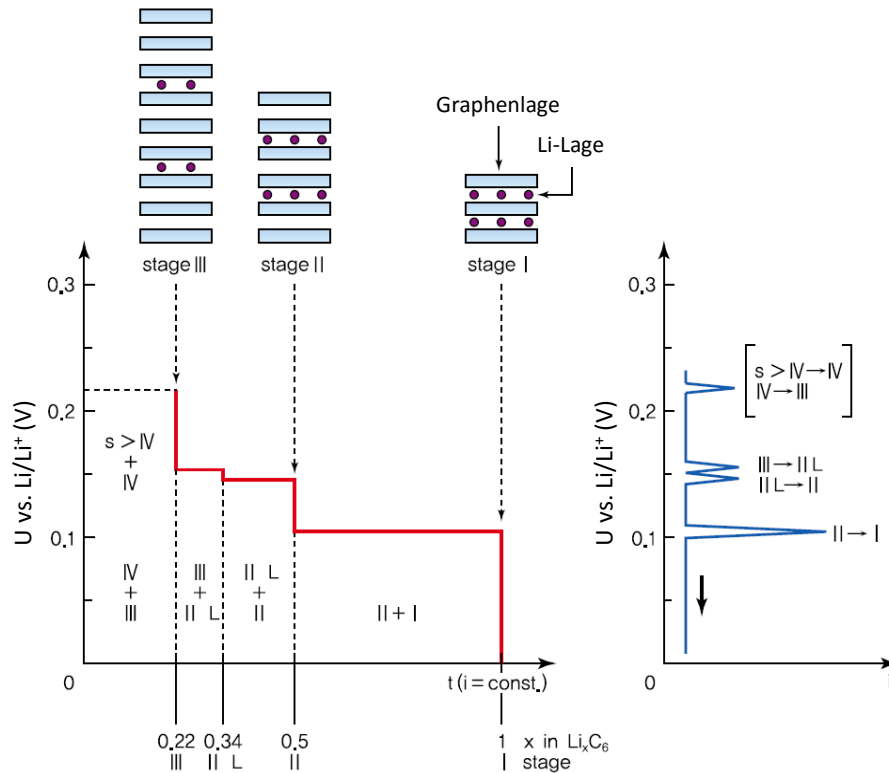 Graphenlage
Li-Lage
stage III
stage II
stage I
U vs. Li/Li⁺ (V)
0.3
0.2
0.1
0
s > IV
+
IV
IV
+
III
III
+
II L
II L
+
II
II + I
t (i = const.)
0.22 0.34 0.5 1 x in LiₓC₆
III II L II I stage
U vs. Li/Li⁺ (V)
0.3
0.2
0.1
0
s > IV → IV
IV → III
III → II L
II L → II
II → I
i